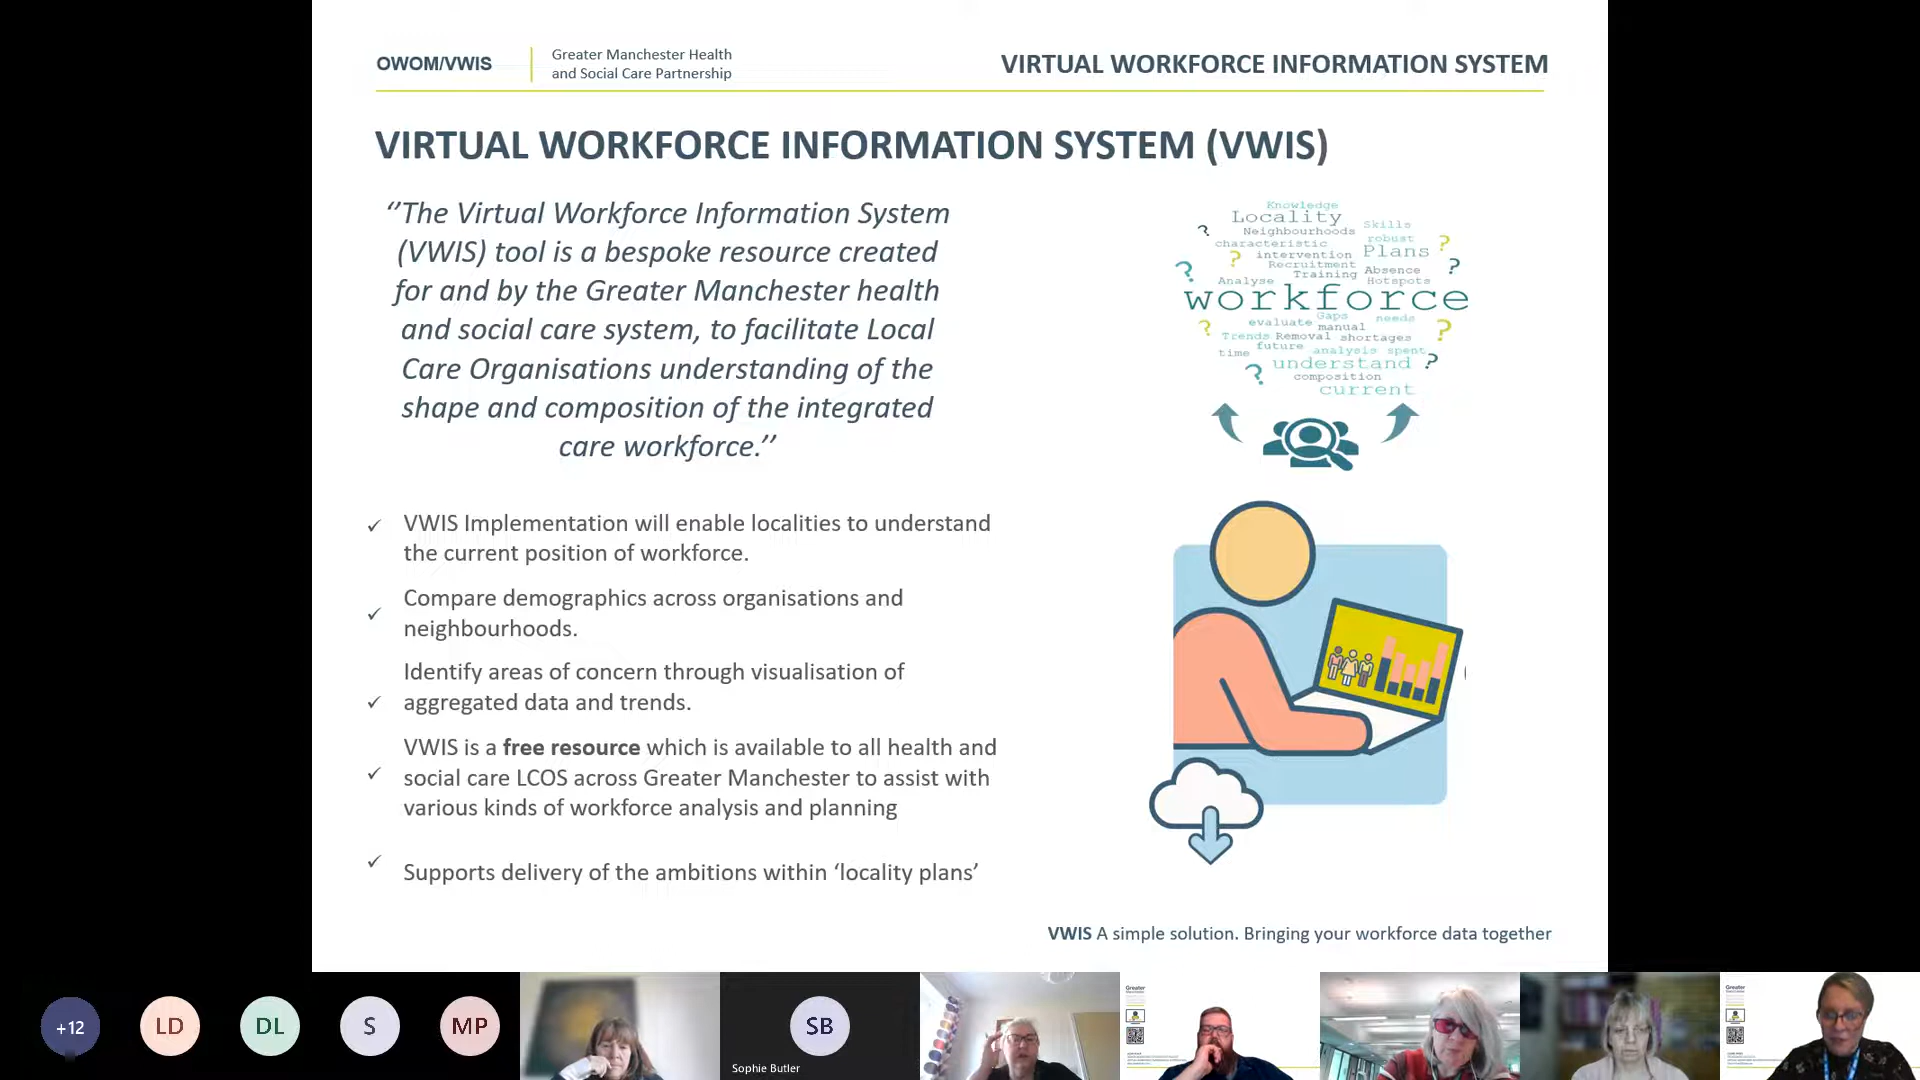 OWOM/VWIS
Greater Manchester Health
and Social Care Partnership
VIRTUAL WORKFORCE INFORMATION SYSTEM
VIRTUAL WORKFORCE INFORMATION SYSTEM (VWIS)
‘’The Virtual Workforce Information System
(VWIS) tool is a bespoke resource created
for and by the Greater Manchester health
and social care system, to facilitate Local
Care Organisations understanding of the
shape and composition of the integrated
care workforce.’’
Knowledge
Locality
Skills
? Neighbourhoods
robust
characteristic
?
intervention
Plans
?
Recruitment
?
?
Training Absence
Analyse
Hotspots
workforce
Gaps
needs
evaluate
?
manual
?
Trends Removal shortages
future
time
analysis spent
understand ?
?
composition
current
✓ VWIS Implementation will enable localities to understand
the current position of workforce.
✓ Compare demographics across organisations and
neighbourhoods.
Identify areas of concern through visualisation of
✓ aggregated data and trends.
VWIS is a free resource which is available to all health and
✓ social care LCOS across Greater Manchester to assist with
various kinds of workforce analysis and planning
✓ Supports delivery of the ambitions within ‘locality plans’
VWIS A simple solution. Bringing your workforce data together
+12
LD
DL
S
MP
SB
Sophie Butler
Greater
Greater